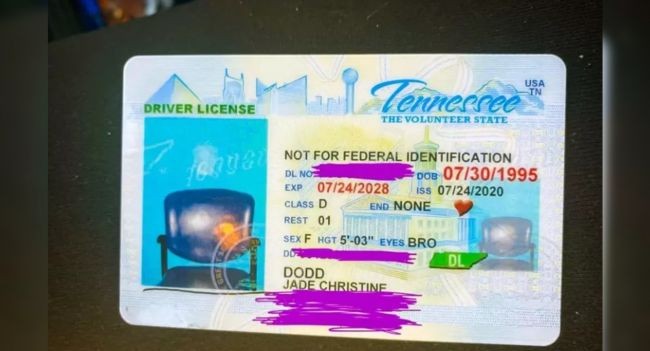 USA
TN
Tennessee
THE VOLUNTEER STATE
DRIVER LICENSE
NOT FOR FEDERAL IDENTIFICATION
DL NO.
DOB 07/30/1995
EXP 07/24/2028
ISS 07/24/2020
CLASS D
END NONE
REST 01
SEX F HGT 5'-03" EYES BRO
DD
DL
DODD
JADE CHRISTINE